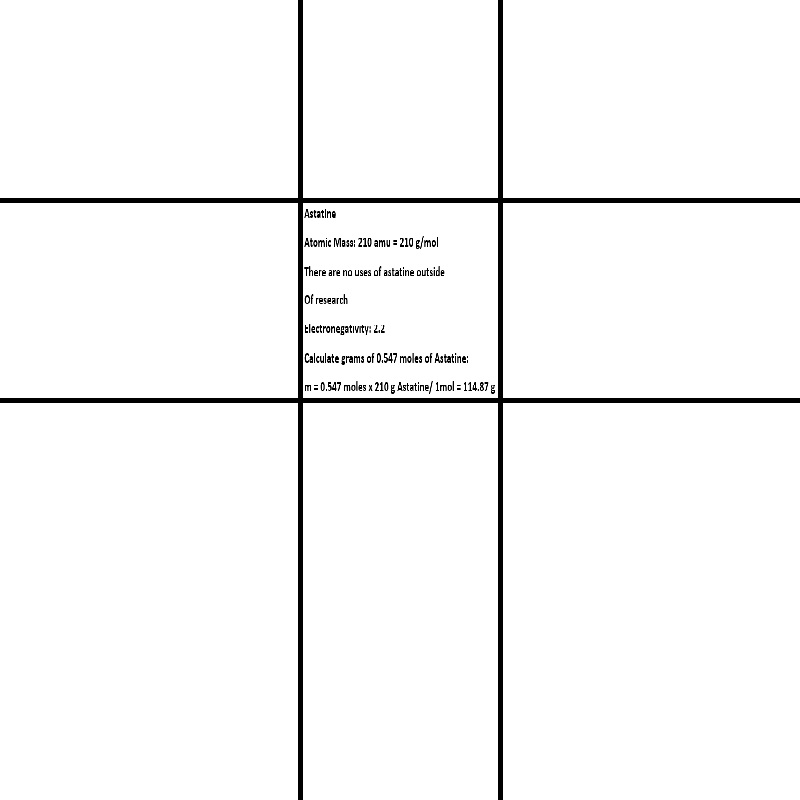 Astatine
Atomic Mass: 210 amu = 210 g/mol
There are no uses of astatine outside
Of research
Electronegativity: 2.2
Calculate grams of 0.547 moles of Astatine:
m = 0.547 moles x 210 g Astatine/ 1mol = 114.87 g